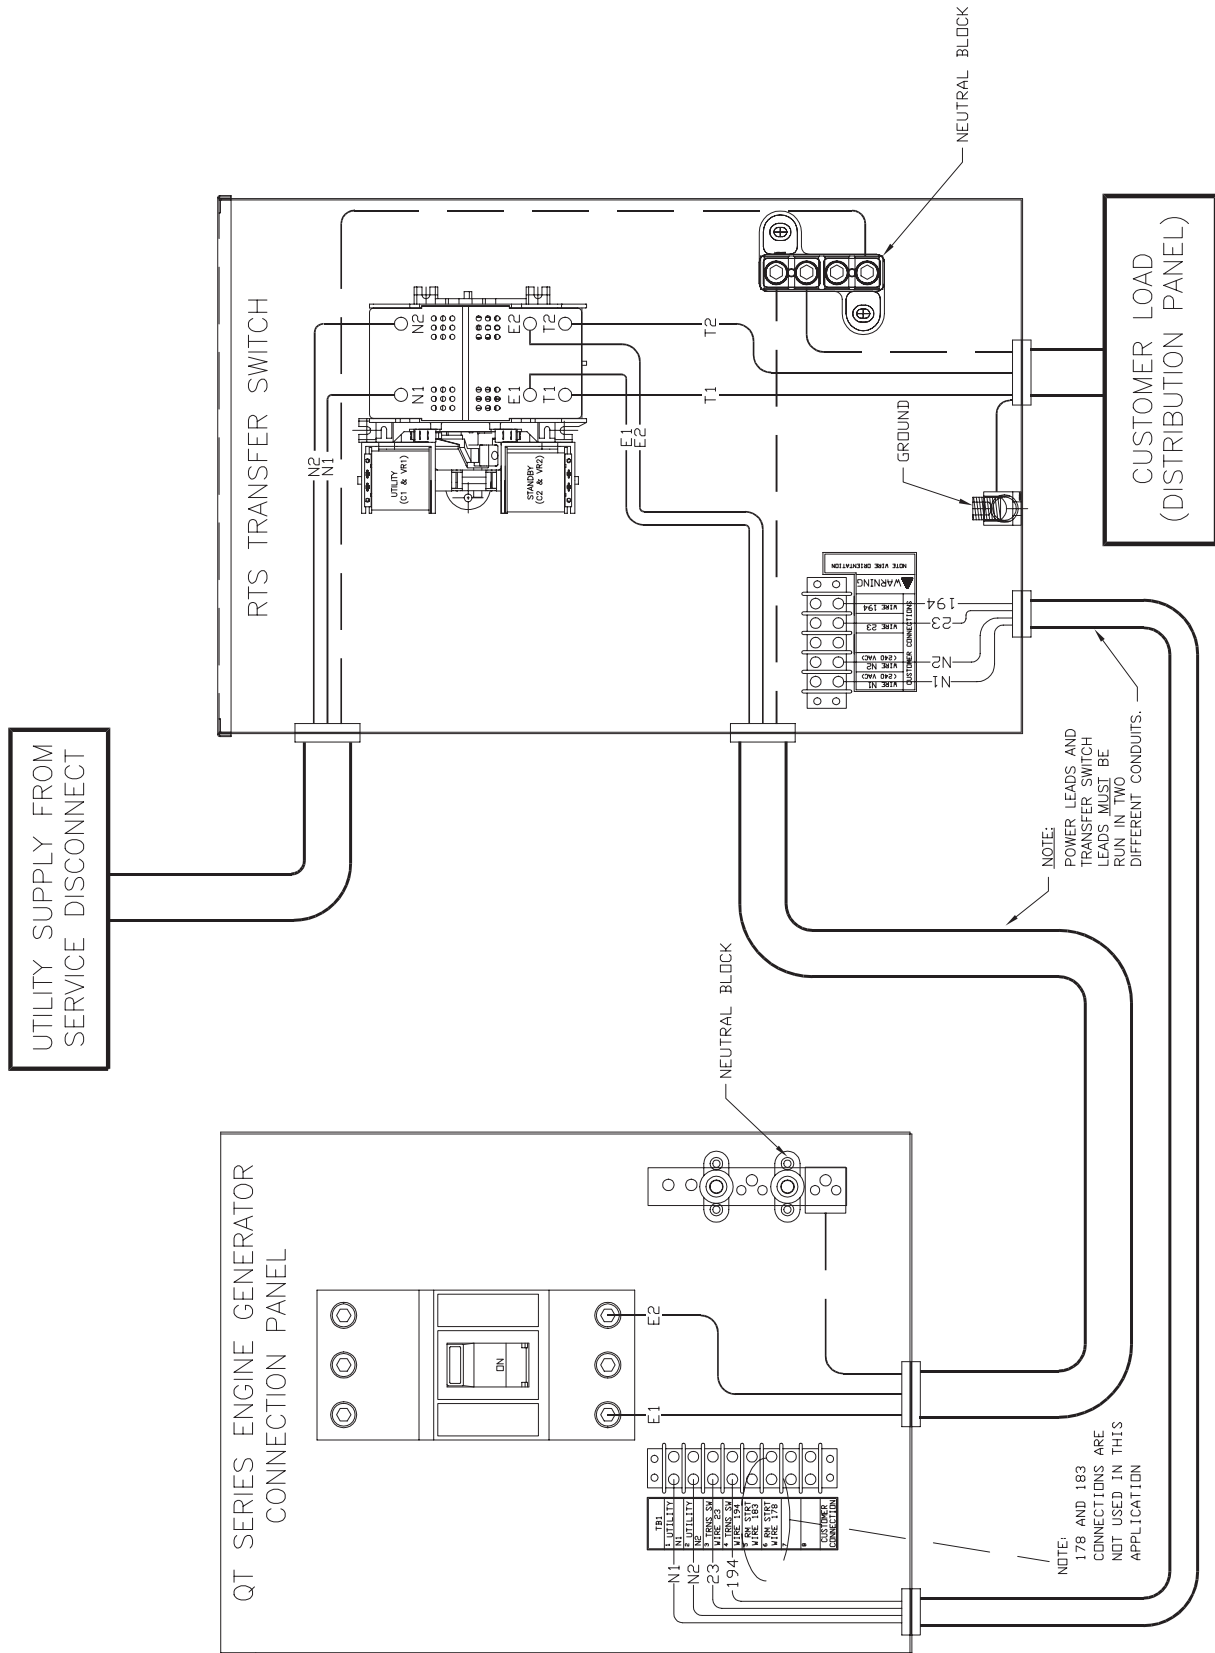 UTILITY SUPPLY FROM
SERVICE DISCONNECT
RTS TRANSFER SWITCH
N2
N1
N1
N2
E1
E2
T1
T2
UTILITY
(C1 & VR1)
STANDBY
(C2 & VR2)
E1
E2
T1
T2
NEUTRAL BLOCK
GROUND
CUSTOMER LOAD
(DISTRIBUTION PANEL)
NOTE WIRE ORIENTATION
WARNING
CUSTOMER CONNECTIONS
WIRE 194
WIRE 23
WIRE N2
(240 VAC)
WIRE N1
(240 VAC)
194
23
N2
N1
NOTE:
POWER LEADS AND
TRANSFER SWITCH
LEADS MUST BE
RUN IN TWO
DIFFERENT CONDUITS.
QT SERIES ENGINE GENERATOR
CONNECTION PANEL
ON
E1
E2
NEUTRAL BLOCK
TB1
1 UTILITY
N1
2 UTILITY
N2
3 TRNS SW
WIRE 23
4 TRNS SW
WIRE 194
5 RM STRT
WIRE 183
6 RM STRT
WIRE 178
7
8
CUSTOMER
CONNECTION
N1
N2
23
194
NOTE:
178 AND 183
CONNECTIONS ARE
NOT USED IN THIS
APPLICATION